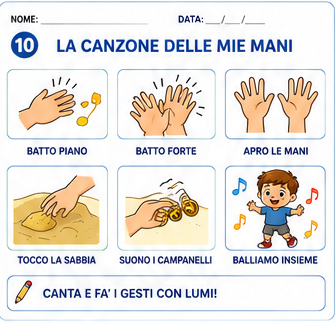 NOME: ____________________ DATA: ___/___/___
10 LA CANZONE DELLE MIE MANI
BATTO PIANO BATTO FORTE APRO LE MANI
TOCCO LA SABBIA SUONO I CAMPANELLI BALLIAMO INSIEME
CANTA E FA' I GESTI CON LUMI!